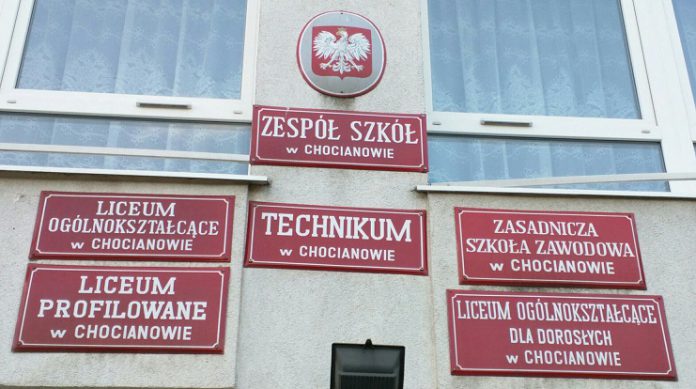 ZESPÓŁ SZKÓŁ
w CHOCIANOWIE
LICEUM
OGÓLNOKSZTAŁCĄCE
w CHOCIANOWIE
TECHNIKUM
w CHOCIANOWIE
ZASADNICZA
SZKOŁA ZAWODOWA
w CHOCIANOWIE
LICEUM
PROFILOWANE
w CHOCIANOWIE
LICEUM OGÓLNOKSZTAŁCĄCE
DLA DOROSŁYCH
w CHOCIANOWIE